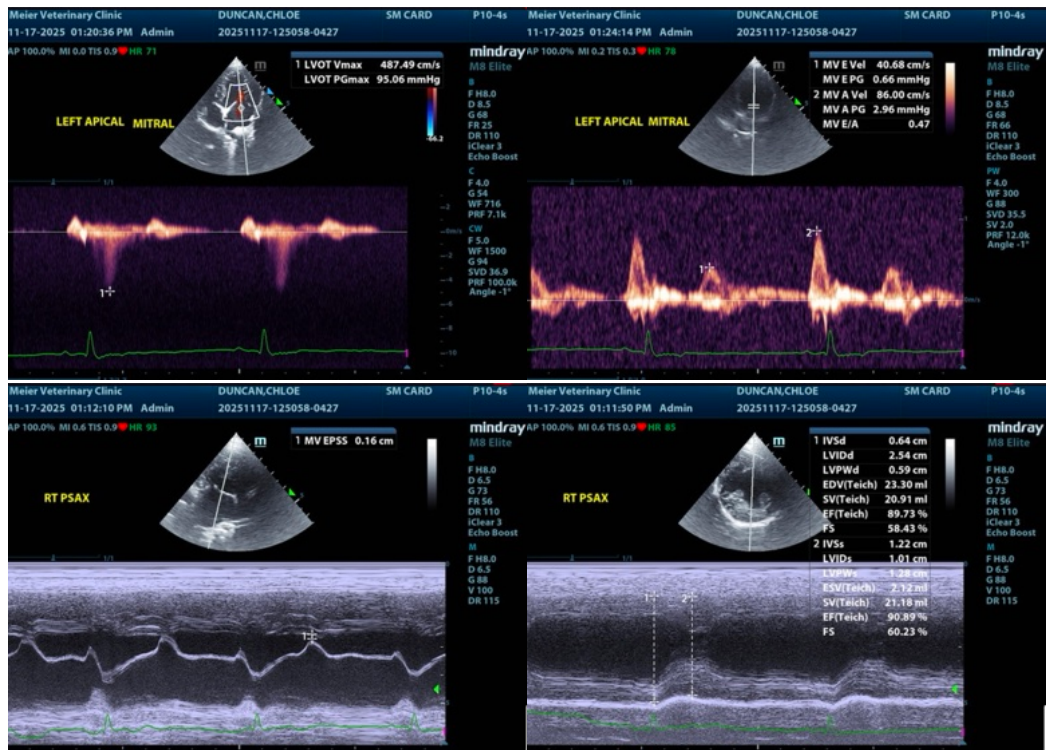 Meier Veterinary Clinic DUNCAN,CHLOE SM CARD P10-4s
11-17-2025 01:20:36 PM Admin 20251117-125058-0427
AP 100.0% MI 0.0 TIS 0.9 HR 71
mindray
M8 Elite
1 LVOT Vmax 487.49 cm/s
LVOT PGmax 95.06 mmHg
m
LEFT APICAL MITRAL
-66.2
B
F H8.0
D 8.5
G 68
FR 25
DR 110
iClear 3
Echo Boost
C
F 4.0
G 54
WF 716
PRF 7.1k
CW
F 5.0
WF 1500
G 94
SVD 36.9
PRF 100.0k
Angle -1°
1/1
1
Meier Veterinary Clinic DUNCAN,CHLOE SM CARD P10-4s
11-17-2025 01:24:14 PM Admin 20251117-125058-0427
AP 100.0% MI 0.2 TIS 0.3 HR 78
mindray
M8 Elite
1 MV E Vel 40.68 cm/s
MV E PG 0.66 mmHg
2 MV A Vel 86.00 cm/s
MV A PG 2.96 mmHg
MV E/A 0.47
m
LEFT APICAL MITRAL
B
F H8.0
D 8.5
G 68
FR 66
DR 110
iClear 3
Echo Boost
PW
F 4.0
WF 300
G 88
SVD 35.5
SV 2.0
PRF 12.0k
Angle -1°
1/1
2
1
Meier Veterinary Clinic DUNCAN,CHLOE SM CARD P10-4s
11-17-2025 01:12:10 PM Admin 20251117-125058-0427
AP 100.0% MI 0.6 TIS 0.9 HR 93
mindray
M8 Elite
1 MV EPSS 0.16 cm
m
RT PSAX
B
F H8.0
D 6.5
G 73
FR 56
DR 110
iClear 3
Echo Boost
M
F H8.0
D 6.5
G 88
V 100
DR 115
1/1
1
Meier Veterinary Clinic DUNCAN,CHLOE SM CARD P10-4s
11-17-2025 01:11:50 PM Admin 20251117-125058-0427
AP 100.0% MI 0.6 TIS 0.9 HR 85
mindray
M8 Elite
1 IVSd 0.64 cm
LVIDd 2.54 cm
LVPWd 0.59 cm
EDV(Teich) 23.30 ml
SV(Teich) 20.91 ml
EF(Teich) 89.73 %
FS 58.43 %
2 IVSs 1.22 cm
LVIDs 1.01 cm
LVPWs 1.28 cm
ESV(Teich) 2.12 ml
SV(Teich) 21.18 ml
EF(Teich) 90.89 %
FS 60.23 %
m
RT PSAX
B
F H8.0
D 6.5
G 73
FR 56
DR 110
iClear 3
Echo Boost
M
F H8.0
D 6.5
G 88
V 100
DR 115
1/1
1 2